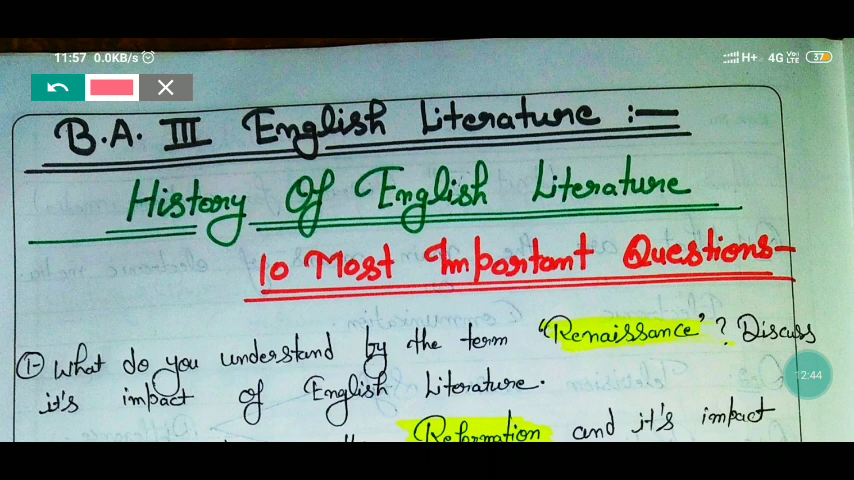 11:57 0.0KB/s
H+ 4G VoLTE 37
B.A. III English Literature :—
History Of English Literature
10 Most Important Questions-
1- What do you understand by the term "Renaissance"? Discuss
it's impact of English Literature.
12:44
Reformation and it's impact